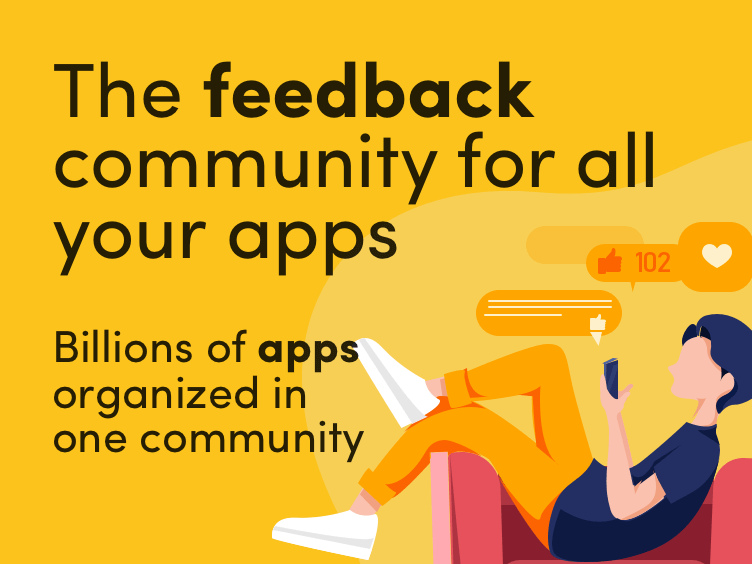 The feedback
community for all
your apps
102
Billions of apps
organized in
one community